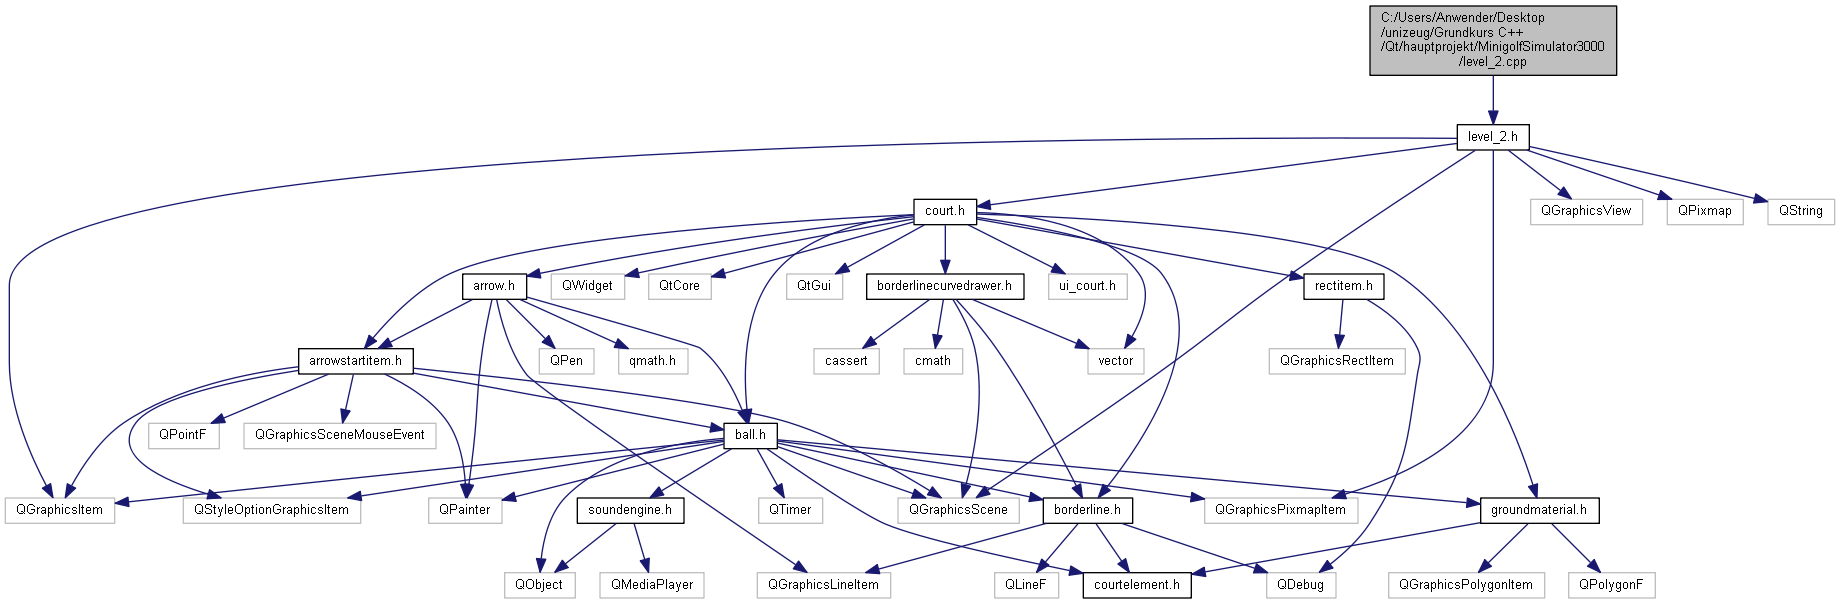 C:/Users/Anwender/Desktop
/unizeug/Grundkurs C++
/Qt/hauptprojekt/MinigolfSimulator3000
/level_2.cpp
level_2.h
court.h
QGraphicsView
QPixmap
QString
arrow.h
QWidget
QtCore
QtGui
borderlinecurvedrawer.h
ui_court.h
rectitem.h
arrowstartitem.h
QPen
qmath.h
cassert
cmath
vector
QGraphicsRectItem
QPointF
QGraphicsSceneMouseEvent
ball.h
QGraphicsItem
QStyleOptionGraphicsItem
QPainter
soundengine.h
QTimer
QGraphicsScene
borderline.h
QGraphicsPixmapItem
groundmaterial.h
QObject
QMediaPlayer
QGraphicsLineItem
QLineF
courtelement.h
QDebug
QGraphicsPolygonItem
QPolygonF